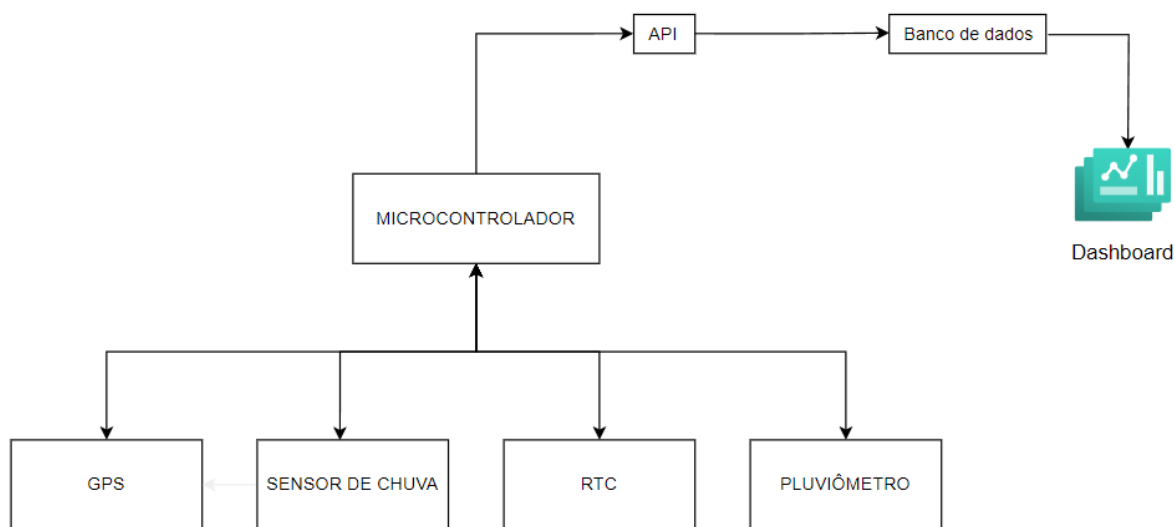 API
Banco de dados
MICROCONTROLADOR
Dashboard
GPS
SENSOR DE CHUVA
RTC
PLUVIÔMETRO